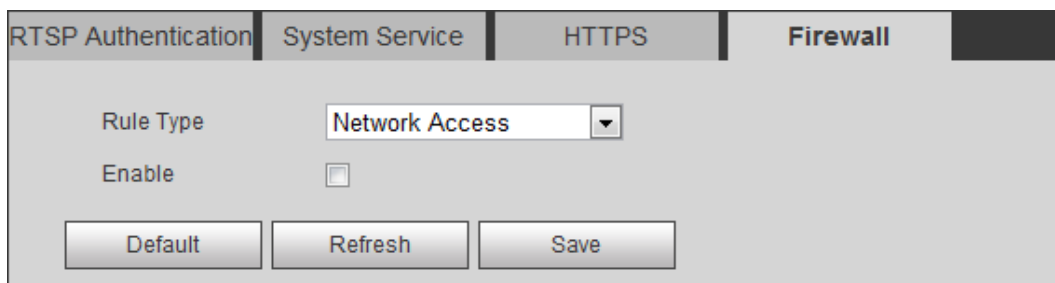 RTSP Authentication System Service HTTPS Firewall
Rule Type Network Access
Enable
Default Refresh Save